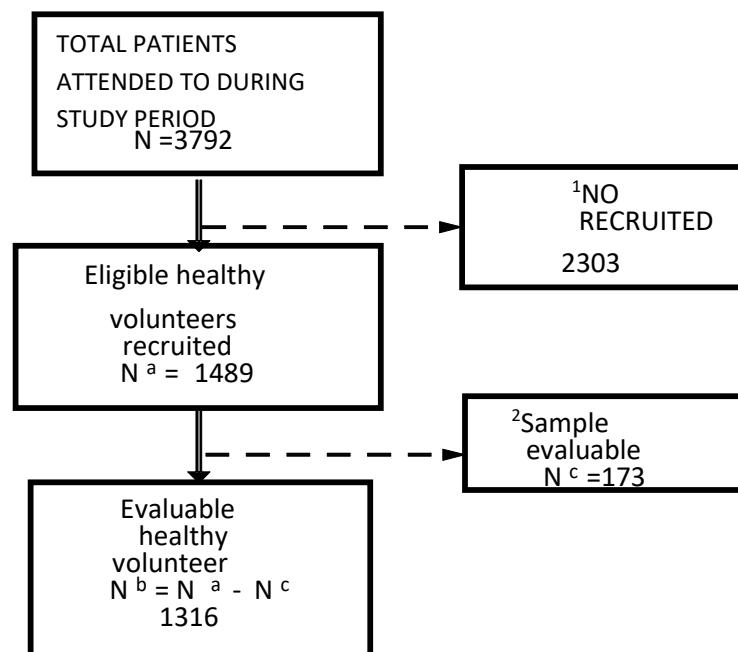 TOTAL PATIENTS
ATTENDED TO DURING
STUDY PERIOD
N =3792
¹NO
RECRUITED
2303
Eligible healthy
volunteers
recruited
N ᵃ = 1489
²Sample
evaluable
N ᶜ =173
Evaluable
healthy
volunteer
N ᵇ = N ᵃ - N ᶜ
1316